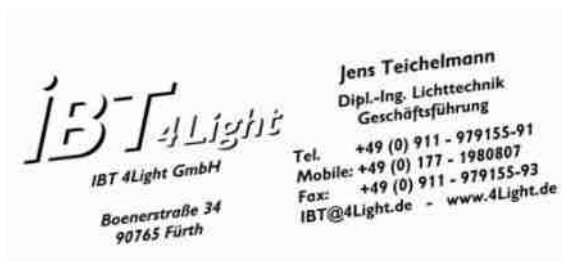 iBT 4Light
IBT 4Light GmbH
Boenerstraße 34
90765 Fürth
Jens Teichelmann
Dipl.-Ing. Lichttechnik
Geschäftsführung
Tel. +49 (0) 911 - 979155-91
Mobile: +49 (0) 177 - 1980807
Fax: +49 (0) 911 - 979155-93
IBT@4Light.de - www.4Light.de